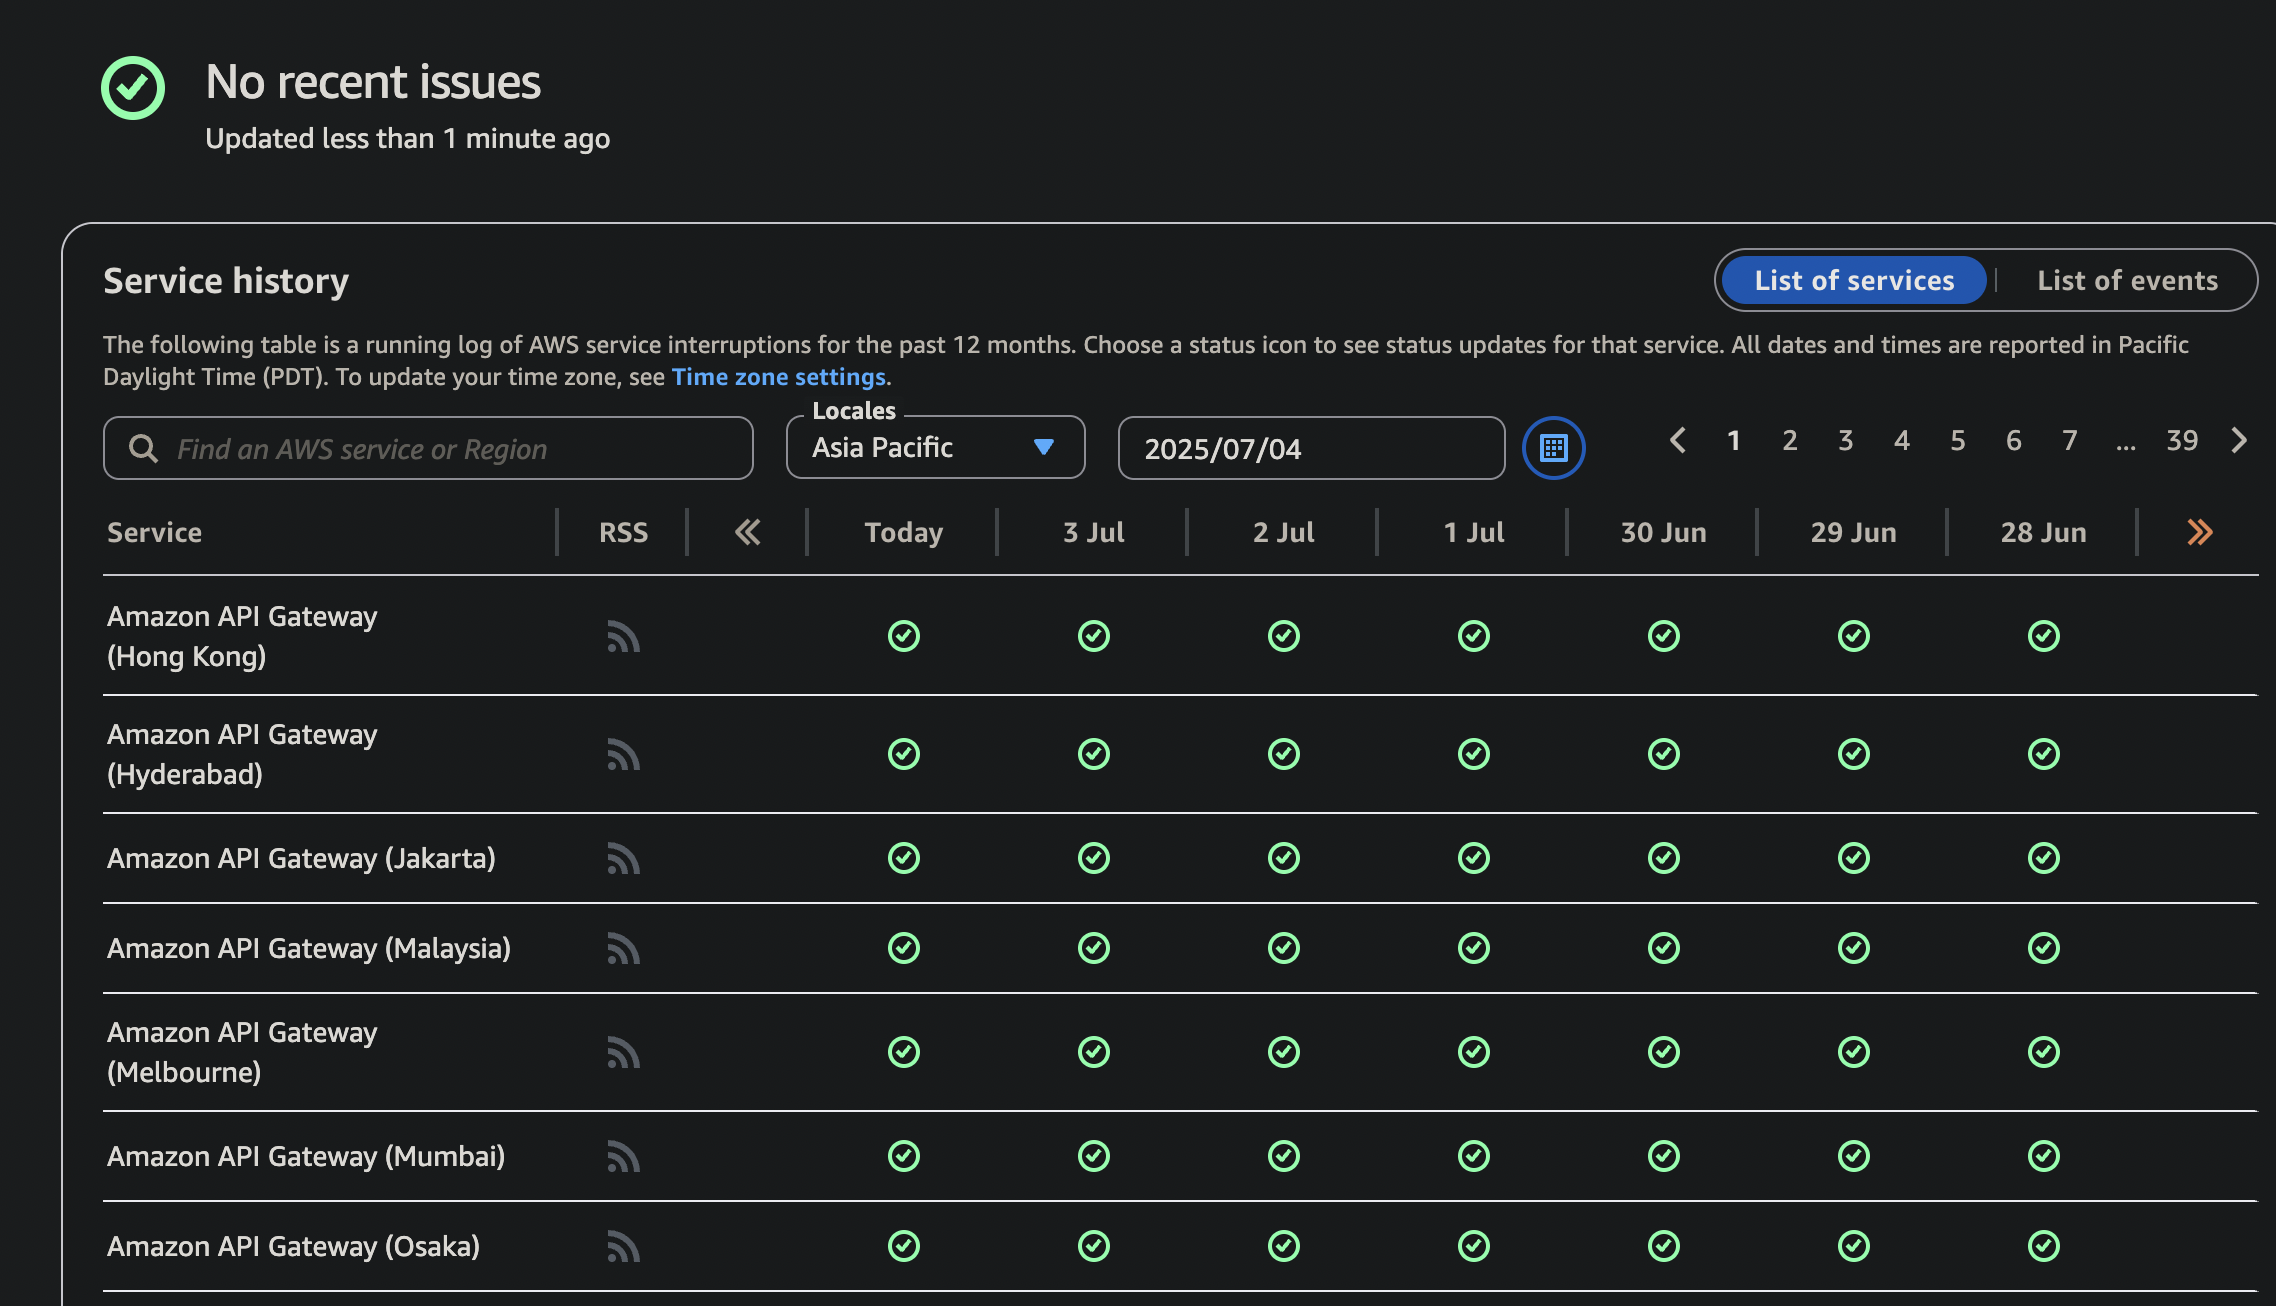 No recent issues
Updated less than 1 minute ago
Service history
List of services
List of events
The following table is a running log of AWS service interruptions for the past 12 months. Choose a status icon to see status updates for that service. All dates and times are reported in Pacific
Daylight Time (PDT). To update your time zone, see Time zone settings.
Find an AWS service or Region
Locales
Asia Pacific
2025/07/04
1 2 3 4 5 6 7 ... 39
Service RSS Today 3 Jul 2 Jul 1 Jul 30 Jun 29 Jun 28 Jun
Amazon API Gateway
(Hong Kong)
Amazon API Gateway
(Hyderabad)
Amazon API Gateway (Jakarta)
Amazon API Gateway (Malaysia)
Amazon API Gateway
(Melbourne)
Amazon API Gateway (Mumbai)
Amazon API Gateway (Osaka)